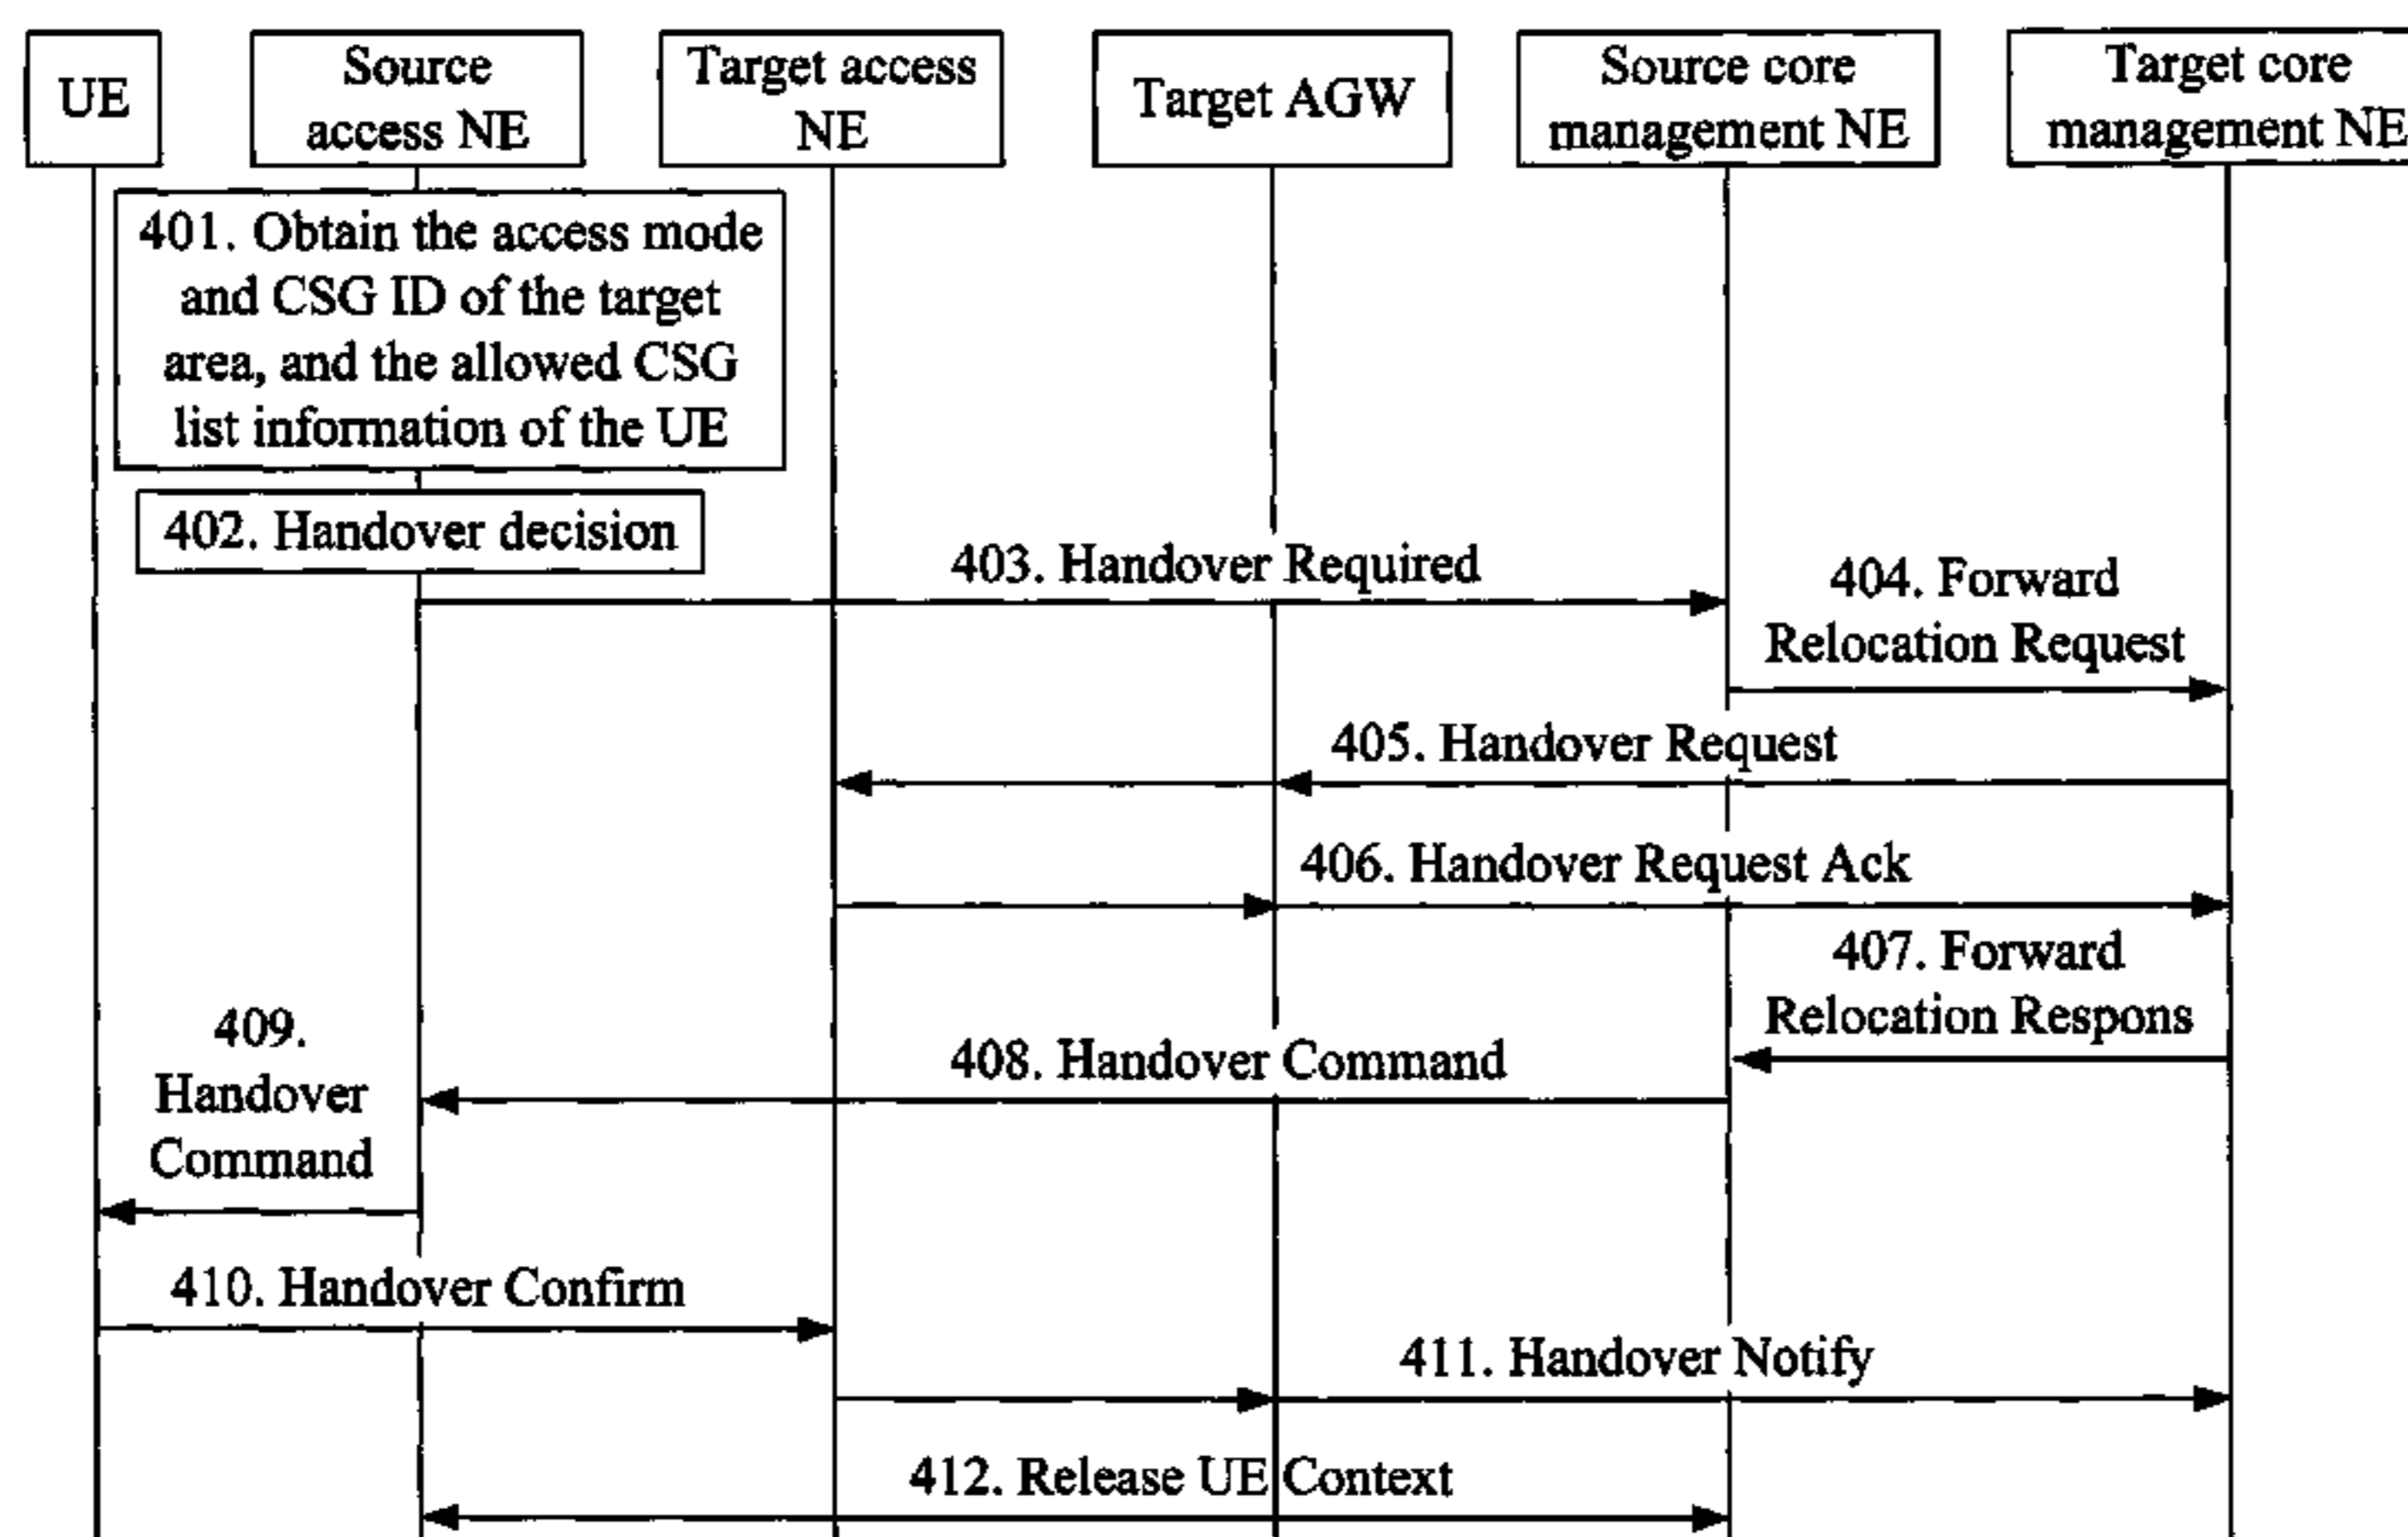 UE
Source
access NE
Target access
NE
Target AGW
Source core
management NE
Target core
management NE
401. Obtain the access mode
and CSG ID of the target
area, and the allowed CSG
list information of the UE
402. Handover decision
403. Handover Required
404. Forward
Relocation Request
405. Handover Request
406. Handover Request Ack
407. Forward
Relocation Respons
408. Handover Command
409.
Handover
Command
410. Handover Confirm
411. Handover Notify
412. Release UE Context